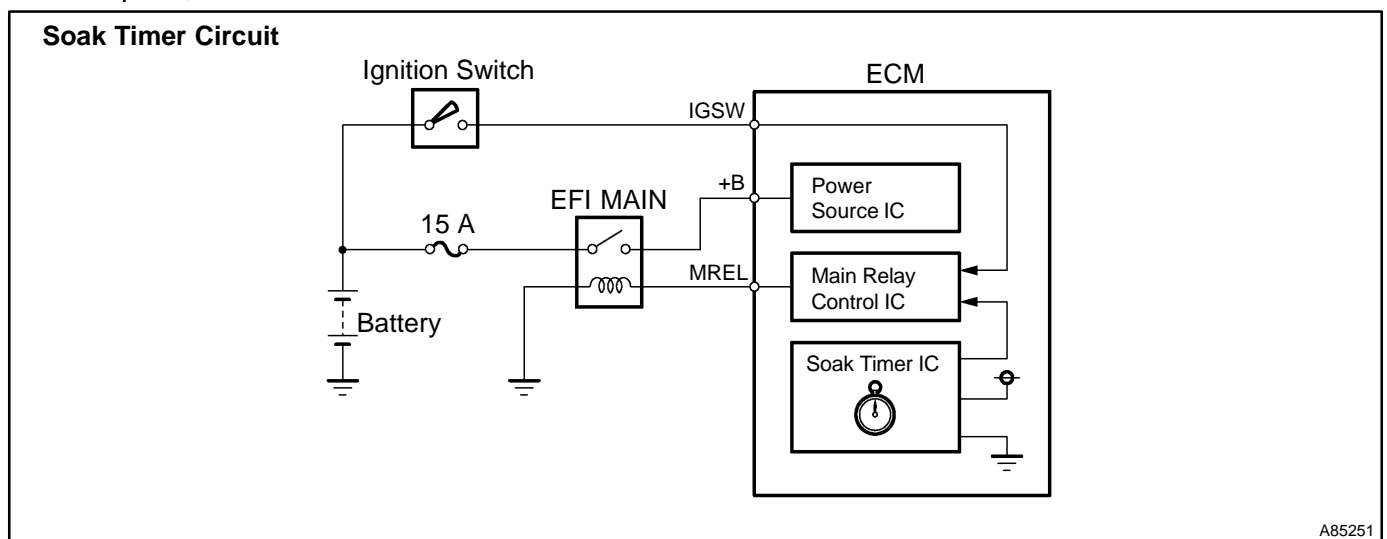 Soak Timer Circuit
Ignition Switch
ECM
IGSW
+B
Power
Source IC
EFI MAIN
15 A
MREL
Main Relay
Control IC
Battery
Soak Timer IC
A85251